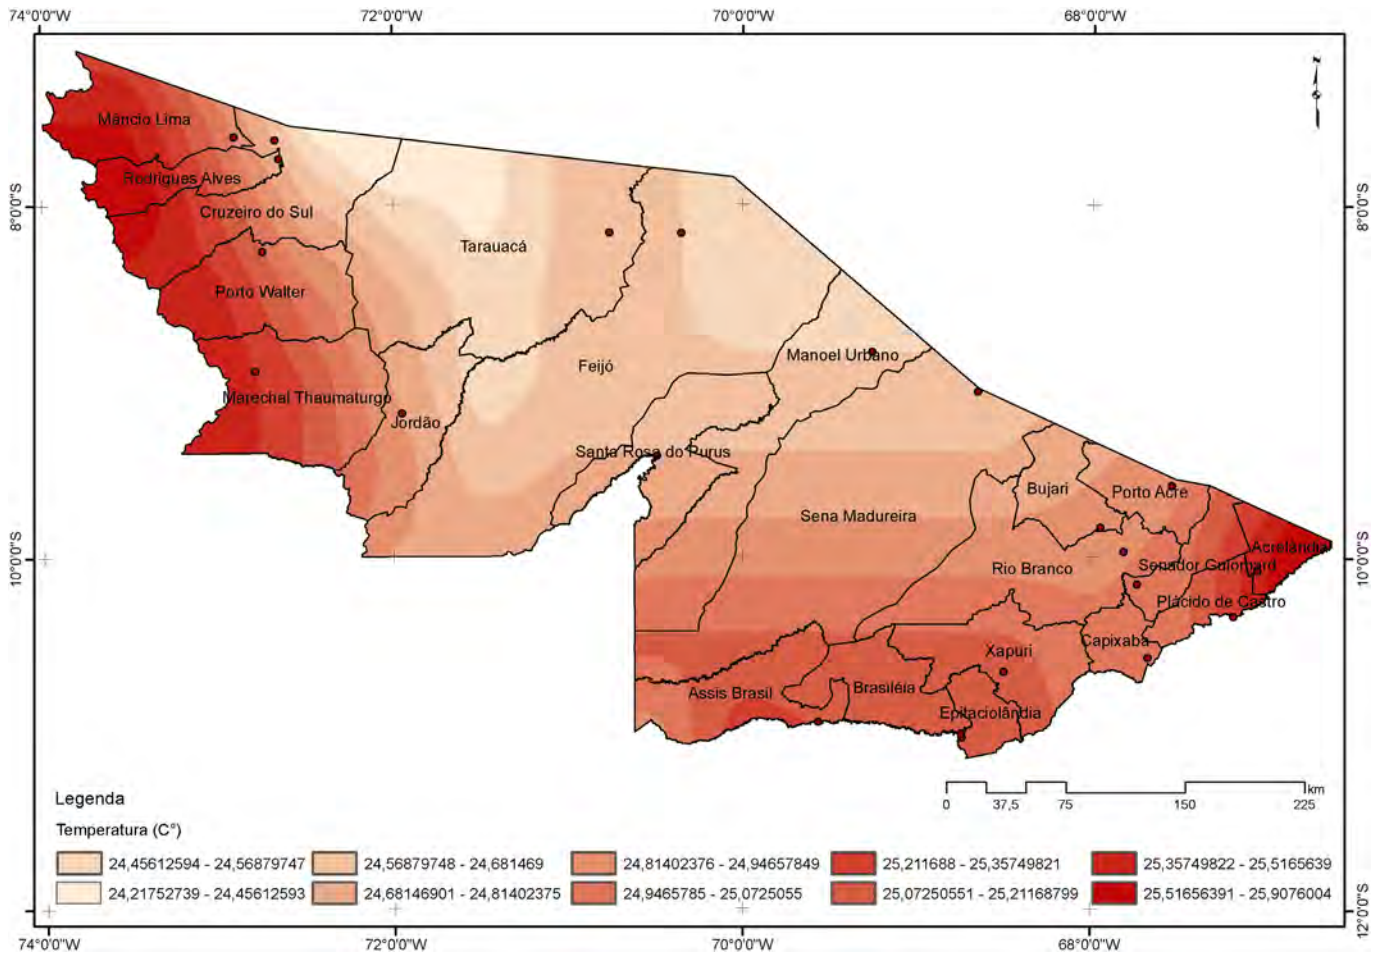 74°0'0"W 72°0'0"W 70°0'0"W 68°0'0"W
N
Mâncio Lima
Rodrigues Alves
8°0'0"S Cruzeiro do Sul 8°0'0"S
Tarauacá
Porto Walter
Manoel Urbano
Feijó
Marechal Thaumaturgo
Jordão
Santa Rosa do Purus
Bujari Porto Acre
Sena Madureira
Acrelândia
10°0'0"S Rio Branco Senador Guiomard 10°0'0"S
Plácido de Castro
Xapuri Capixaba
Assis Brasil Brasiléia
Epitaciolândia
km
0 37,5 75 150 225
Legenda
Temperatura (C°)
24,45612594 - 24,56879747 24,56879748 - 24,681469 24,81402376 - 24,94657849 25,211688 - 25,35749821 25,35749822 - 25,5165639
24,21752739 - 24,45612593 24,68146901 - 24,81402375 24,9465785 - 25,0725055 25,07250551 - 25,21168799 25,51656391 - 25,9076004
12°0'0"S
74°0'0"W 72°0'0"W 70°0'0"W 68°0'0"W